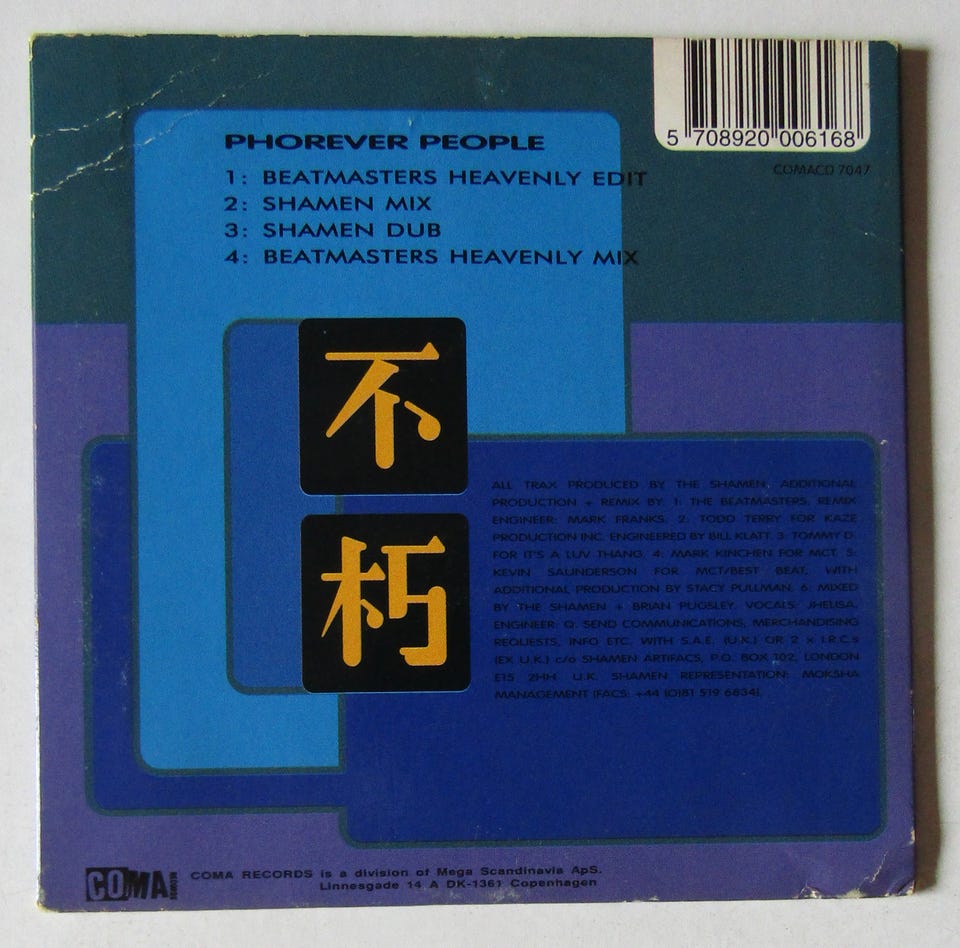 5 708920 006168
COMACD 7047
PHOREVER PEOPLE
1: BEATMASTERS HEAVENLY EDIT
2: SHAMEN MIX
3: SHAMEN DUB
4: BEATMASTERS HEAVENLY MIX
不
朽
ALL TRAX PRODUCED BY THE SHAMEN, ADDITIONAL
PRODUCTION + REMIX BY. 1: THE BEATMASTERS. REMIX
ENGINEER: MARK FRANKS. 2: TODD TERRY FOR KAZE
PRODUCTION INC. ENGINEERED BY BILL KLATT. 3: TOMMY D.
FOR IT'S A LUV THANG. 4: MARK KINCHEN FOR MCT. 5:
KEVIN SAUNDERSON FOR MCT/BEST BEAT. WITH
ADDITIONAL PRODUCTION BY STACY PULLMAN. 6: MIXED
BY THE SHAMEN + BRIAN PUGSLEY. VOCALS: JHELISA.
ENGINEER: Q. SEND COMMUNICATIONS, MERCHANDISING
REQUESTS, INFO ETC. WITH S.A.E. (U.K.) OR 2 x I.R.C.s
(EX U.K.) c/o SHAMEN ARTIFACS, P.O. BOX 102, LONDON
E15 2HH. U.K. SHAMEN REPRESENTATION: MOKSHA
MANAGEMENT (FACS: +44 (0)81 519 6834).
COMA RECORDS
COMA RECORDS is a division of Mega Scandinavia ApS.
Linnesgade 14 A DK-1361 Copenhagen